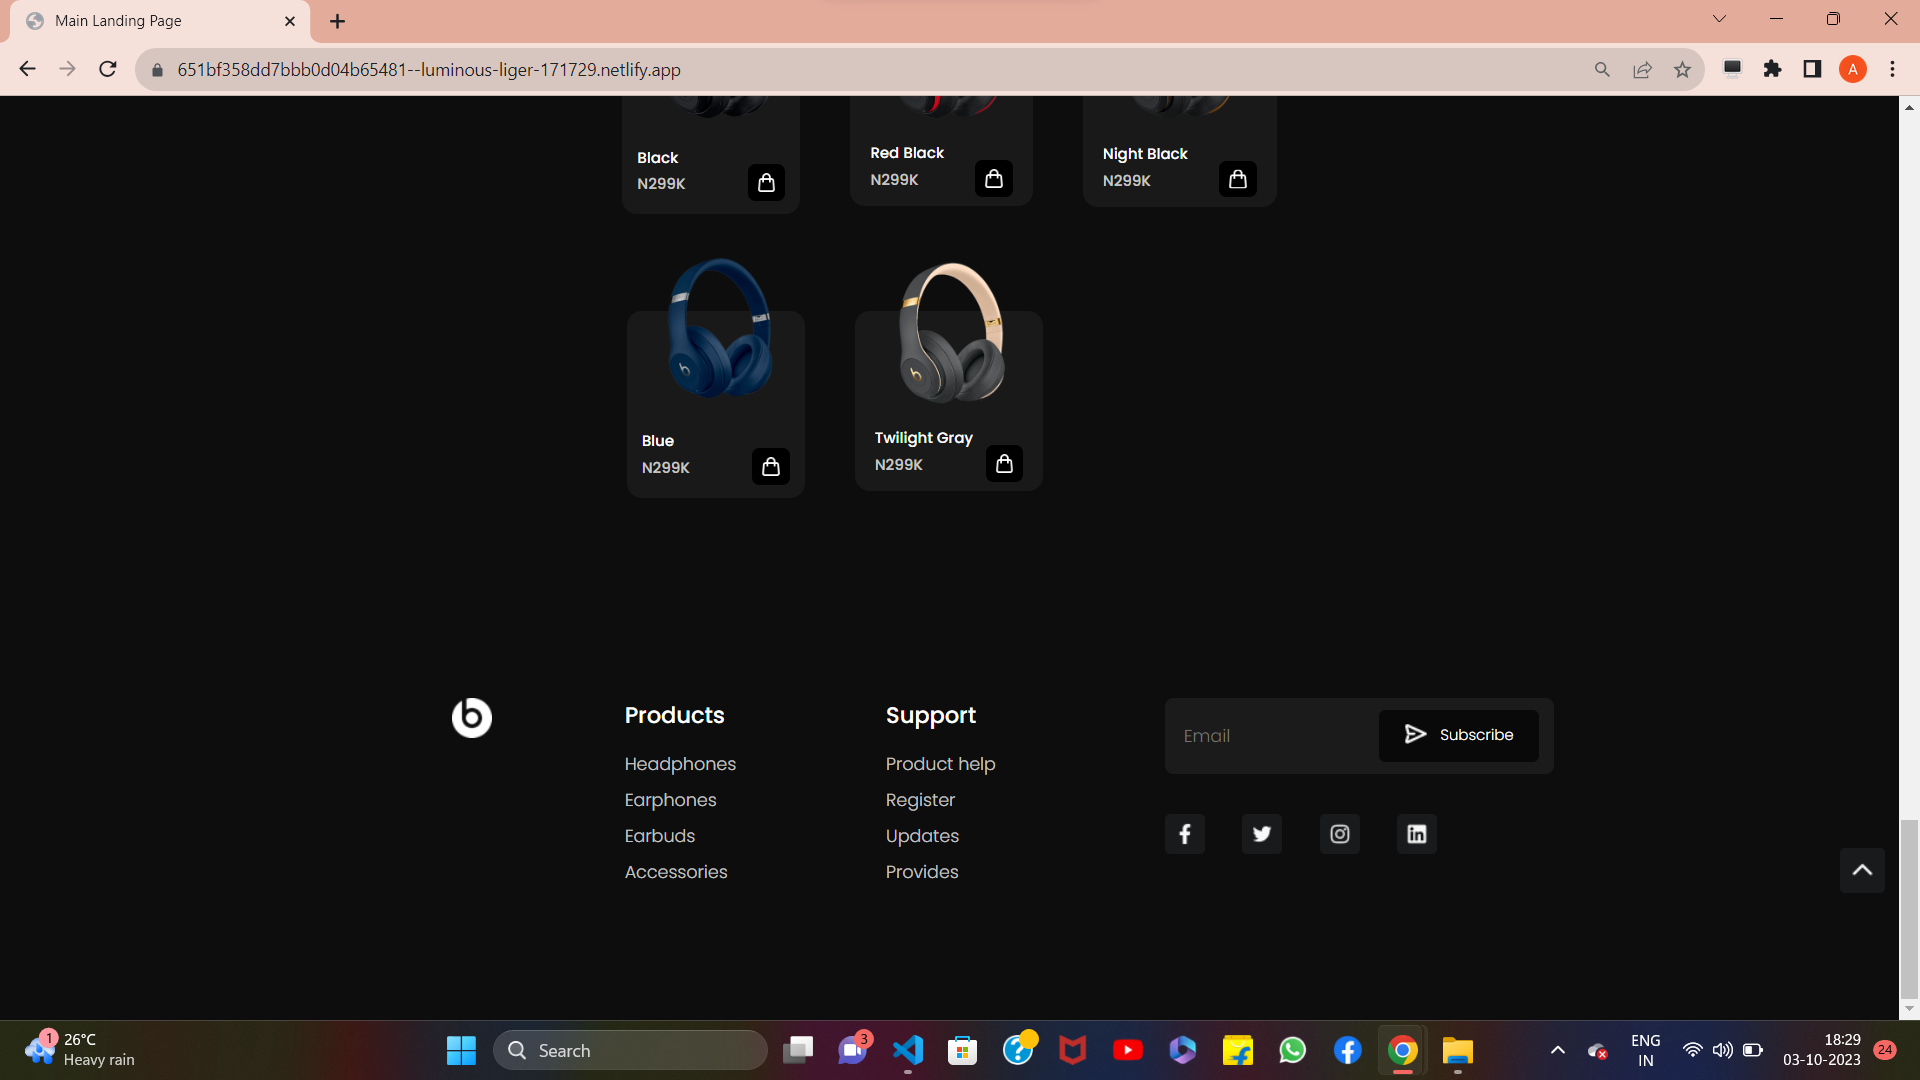 Main Landing Page
651bf358dd7bbb0d04b65481--luminous-liger-171729.netlify.app
A
Black
N299K
Red Black
N299K
Night Black
N299K
Blue
N299K
Twilight Gray
N299K
Products
Headphones
Earphones
Earbuds
Accessories
Support
Product help
Register
Updates
Provides
Email
Subscribe
1
26°C
Heavy rain
Search
3
ENG
IN
18:29
03-10-2023
24